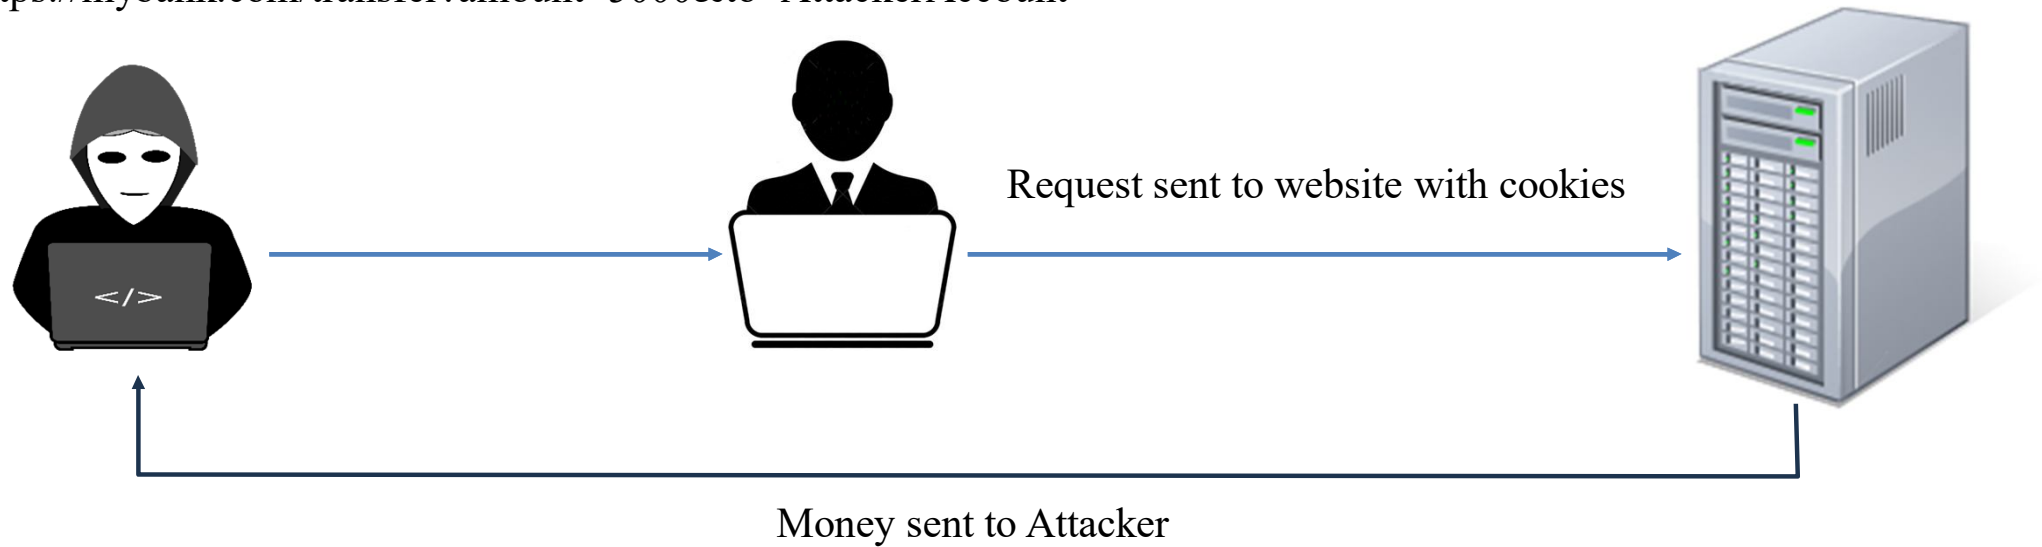 Request sent to website with cookies
</>
Money sent to Attacker